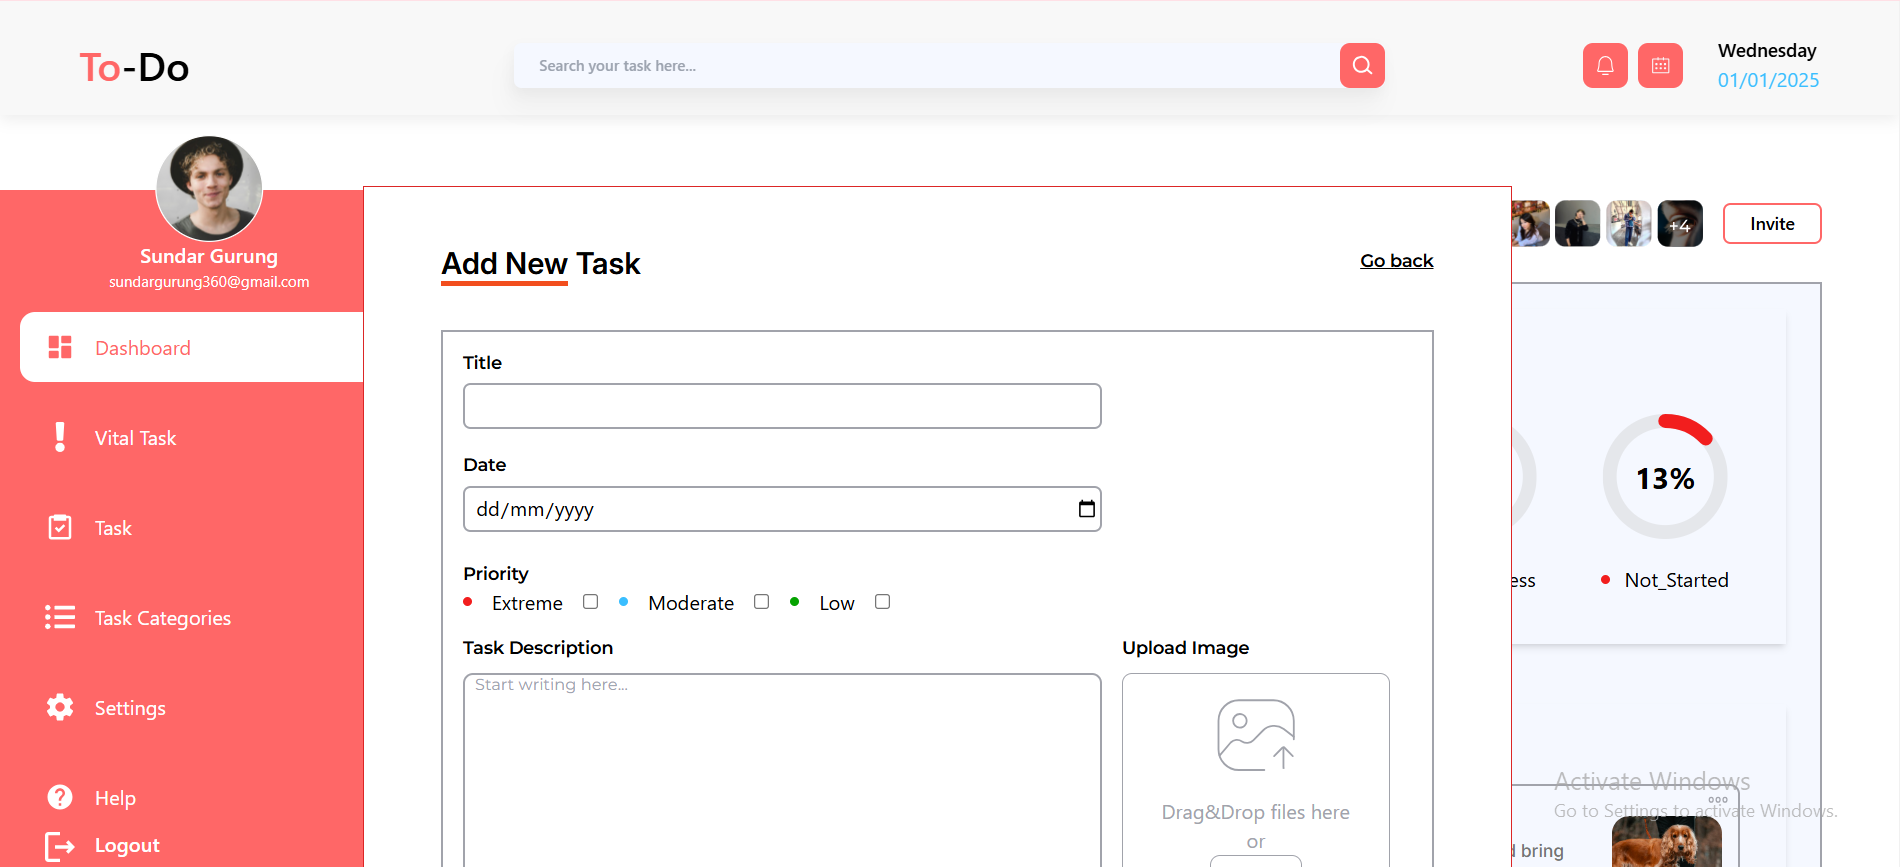 To-Do
Search your task here...
Wednesday
01/01/2025
Sundar Gurung
sundargurung360@gmail.com
Dashboard
Vital Task
Task
Task Categories
Settings
Help
Logout
Add New Task
Go back
Title
Date
dd/mm/yyyy
Priority
Extreme Moderate Low
Task Description
Start writing here...
Upload Image
Drag&Drop files here
or
+4
Invite
13%
ess
Not_Started
Activate Windows
Go to Settings to activate Windows.
bring